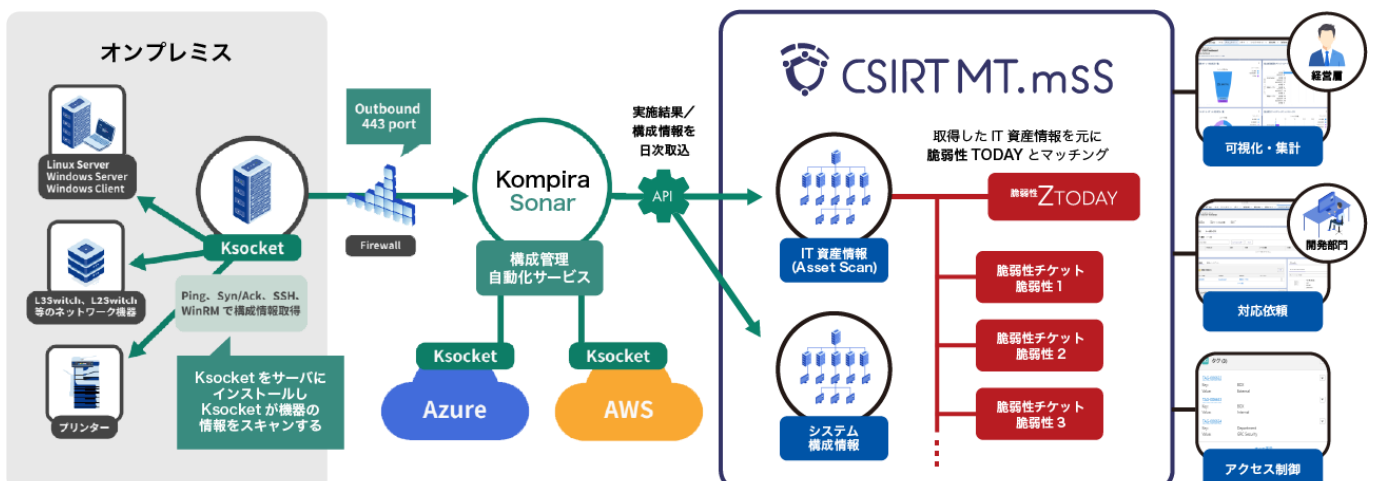 オンプレミス
Linux Server
Windows Server
Windows Client
L3Switch、L2Switch
等のネットワーク機器
プリンター
Ksocket
Ping、Syn/Ack、SSH、
WinRM で構成情報取得
Ksocket をサーバに
インストールし
Ksocket が機器の
情報をスキャンする
Outbound
443 port
Firewall
Kompira
Sonar
構成管理
自動化サービス
Ksocket
Azure
Ksocket
AWS
実施結果／
構成情報を
日次取込
API
CSIRT MT.mSS
取得した IT 資産情報を元に
脆弱性 TODAY とマッチング
IT 資産情報
(Asset Scan)
システム
構成情報
脆弱性 Z TODAY
脆弱性チケット
脆弱性 1
脆弱性チケット
脆弱性 2
脆弱性チケット
脆弱性 3
経営層
可視化・集計
開発部門
対応依頼
アクセス制御